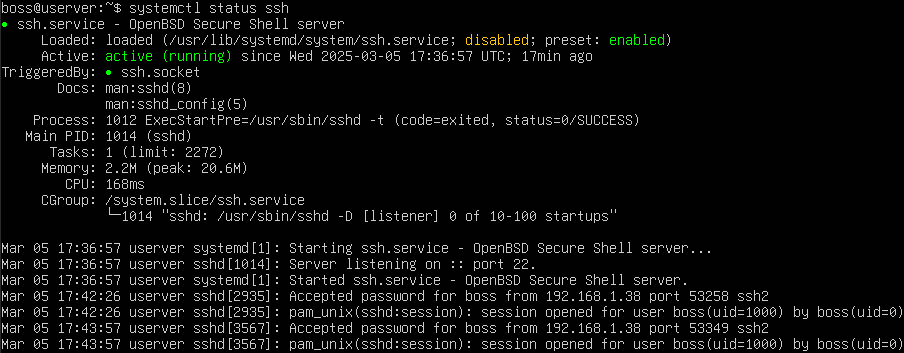 boss@userver:~$ systemctl status ssh
● ssh.service - OpenBSD Secure Shell server
     Loaded: loaded (/usr/lib/systemd/system/ssh.service; disabled; preset: enabled)
     Active: active (running) since Wed 2025-03-05 17:36:57 UTC; 17min ago
TriggeredBy: ● ssh.socket
       Docs: man:sshd(8)
             man:sshd_config(5)
    Process: 1012 ExecStartPre=/usr/sbin/sshd -t (code=exited, status=0/SUCCESS)
   Main PID: 1014 (sshd)
      Tasks: 1 (limit: 2272)
     Memory: 2.2M (peak: 20.6M)
        CPU: 168ms
     CGroup: /system.slice/ssh.service
             └─1014 "sshd: /usr/sbin/sshd -D [listener] 0 of 10-100 startups"
Mar 05 17:36:57 userver systemd[1]: Starting ssh.service - OpenBSD Secure Shell server...
Mar 05 17:36:57 userver sshd[1014]: Server listening on :: port 22.
Mar 05 17:36:57 userver systemd[1]: Started ssh.service - OpenBSD Secure Shell server.
Mar 05 17:42:26 userver sshd[2935]: Accepted password for boss from 192.168.1.38 port 53258 ssh2
Mar 05 17:42:26 userver sshd[2935]: pam_unix(sshd:session): session opened for user boss(uid=1000) by boss(uid=0)
Mar 05 17:43:57 userver sshd[3567]: Accepted password for boss from 192.168.1.38 port 53349 ssh2
Mar 05 17:43:57 userver sshd[3567]: pam_unix(sshd:session): session opened for user boss(uid=1000) by boss(uid=0)